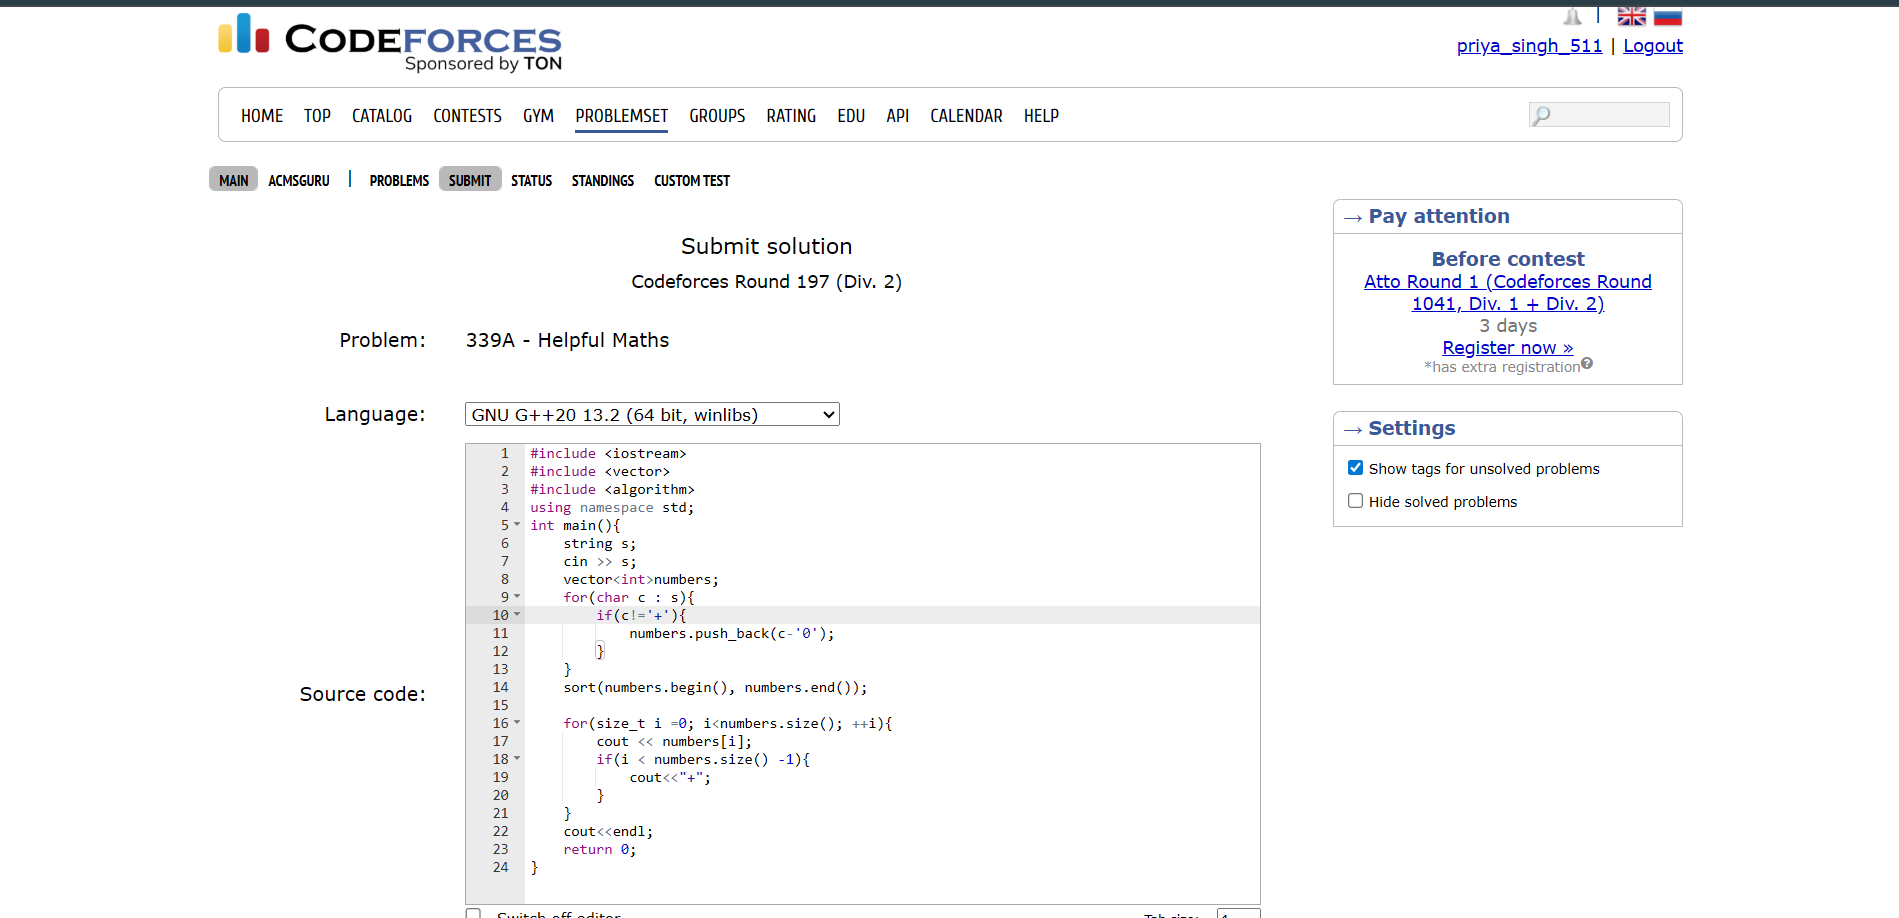 CODEFORCES
Sponsored by TON
priya_singh_511 | Logout
HOME TOP CATALOG CONTESTS GYM PROBLEMSET GROUPS RATING EDU API CALENDAR HELP
MAIN ACMSGURU | PROBLEMS SUBMIT STATUS STANDINGS CUSTOM TEST
Submit solution
Codeforces Round 197 (Div. 2)
Problem: 339A - Helpful Maths
Language: GNU G++20 13.2 (64 bit, winlibs)
Source code:
1 #include <iostream>
2 #include <vector>
3 #include <algorithm>
4 using namespace std;
5 int main(){
6     string s;
7     cin >> s;
8     vector<int>numbers;
9     for(char c : s){
10         if(c!='+'){
11             numbers.push_back(c-'0');
12         }
13     }
14     sort(numbers.begin(), numbers.end());
15
16     for(size_t i =0; i<numbers.size(); ++i){
17         cout << numbers[i];
18         if(i < numbers.size() -1){
19             cout<<"+";
20         }
21     }
22     cout<<endl;
23     return 0;
24 }
Switch off editor
Tab size: 4
→ Pay attention
Before contest
Atto Round 1 (Codeforces Round
1041, Div. 1 + Div. 2)
3 days
Register now »
*has extra registration?
→ Settings
Show tags for unsolved problems
Hide solved problems